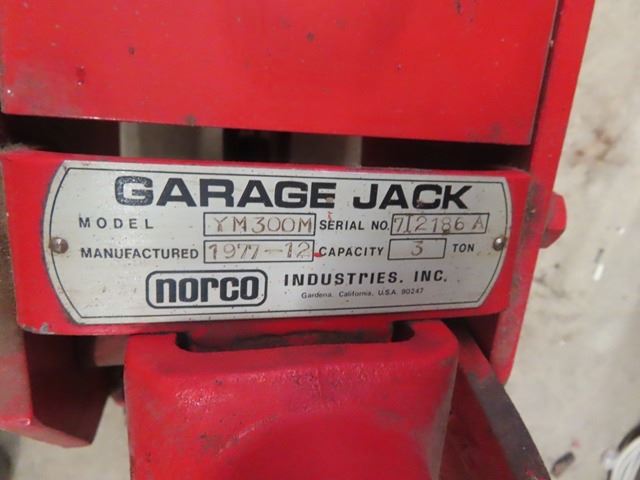 GARAGE JACK
MODEL YM300M SERIAL NO. 712186 A
MANUFACTURED 1977-12 CAPACITY 3 TON
norco INDUSTRIES, INC.
Gardena, California, U.S.A. 90247